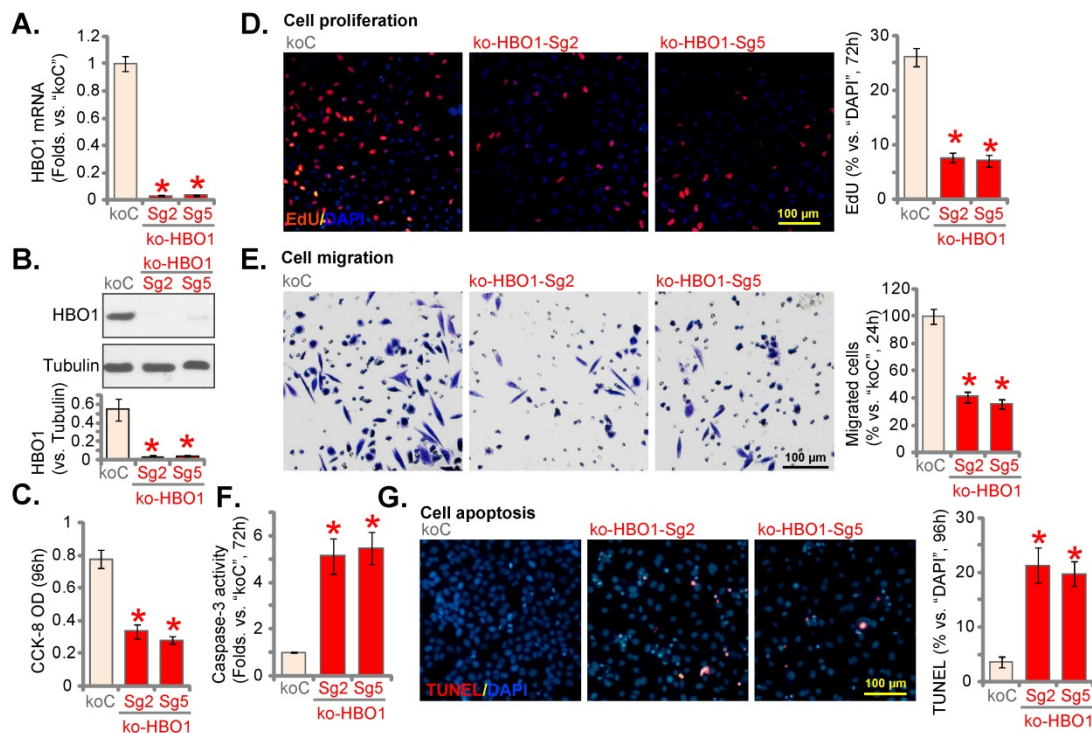 A.
HBO1 mRNA
(Folds. vs. “koC”)
1.2
1
0.8
0.6
0.4
0.2
0
* *
koC Sg2 Sg5
ko-HBO1
B.
ko-HBO1
koC Sg2 Sg5
HBO1
Tubulin
HBO1
(vs. Tubulin)
0.6
0.4
0.2
0
* *
koC Sg2 Sg5
ko-HBO1
C.
CCK-8 OD (96h)
1
0.8
0.6
0.4
0.2
0
* *
koC Sg2 Sg5
ko-HBO1
D. Cell proliferation
koC ko-HBO1-Sg2 ko-HBO1-Sg5
EdU/DAPI
100 µm
EdU (% vs. “DAPI”, 72h)
30
25
20
15
10
5
0
* *
koC Sg2 Sg5
ko-HBO1
E. Cell migration
koC ko-HBO1-Sg2 ko-HBO1-Sg5
100 µm
Migrated cells
(% vs. “koC”, 24h)
120
100
80
60
40
20
0
* *
koC Sg2 Sg5
ko-HBO1
F.
Caspase-3 activity
(Folds. vs. “koC”, 72h)
6
4
2
0
* *
koC Sg2 Sg5
ko-HBO1
G. Cell apoptosis
koC ko-HBO1-Sg2 ko-HBO1-Sg5
TUNEL/DAPI
100 µm
TUNEL (% vs. “DAPI”, 96h)
30
20
10
0
* *
koC Sg2 Sg5
ko-HBO1